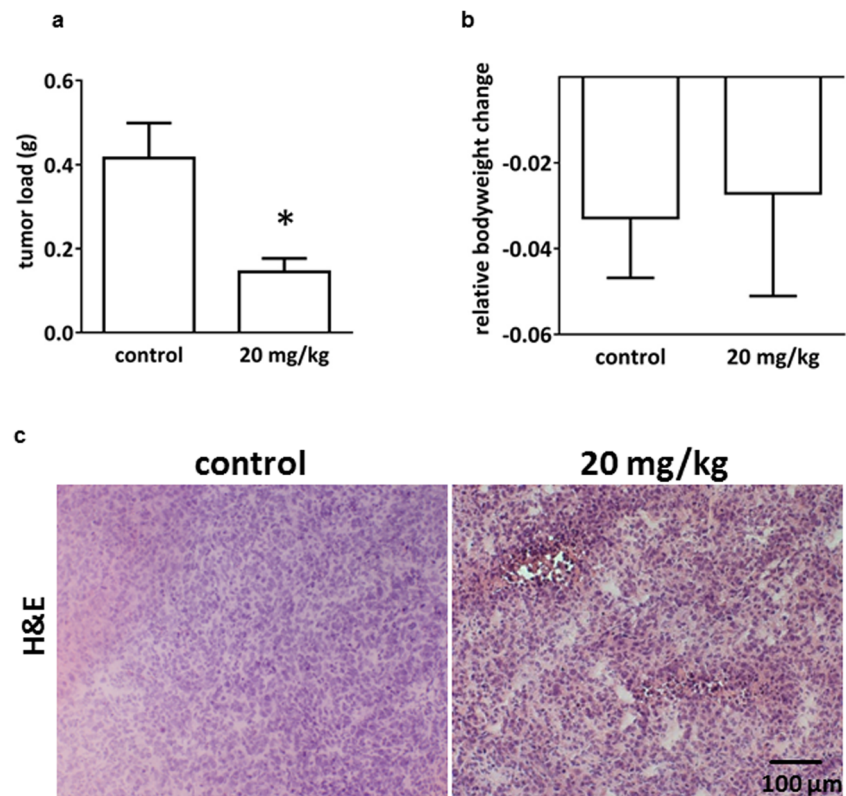 a
0.6
0.4
0.2
0.0
tumor load (g)
*
control 20 mg/kg
b
-0.02
-0.04
-0.06
relative bodyweight change
control 20 mg/kg
c
control 20 mg/kg
H&E
100 µm